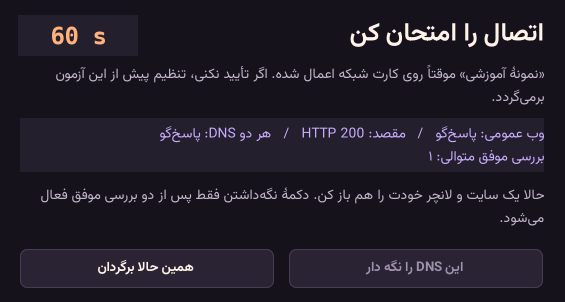 اتصال را امتحان کن
60 s
«نمونهٔ آموزشی» موقتاً روی کارت شبکه اعمال شده. اگر تأیید نکنی، تنظیم پیش از این آزمون
برمی‌گردد.
وب عمومی: پاسخ‌گو / مقصد: HTTP 200 / هر دو DNS: پاسخ‌گو
بررسی موفق متوالی: ۱
حالا یک سایت و لانچر خودت را هم باز کن. دکمهٔ نگه‌داشتن فقط پس از دو بررسی موفق فعال
می‌شود.
این DNS را نگه دار
همین حالا برگردان